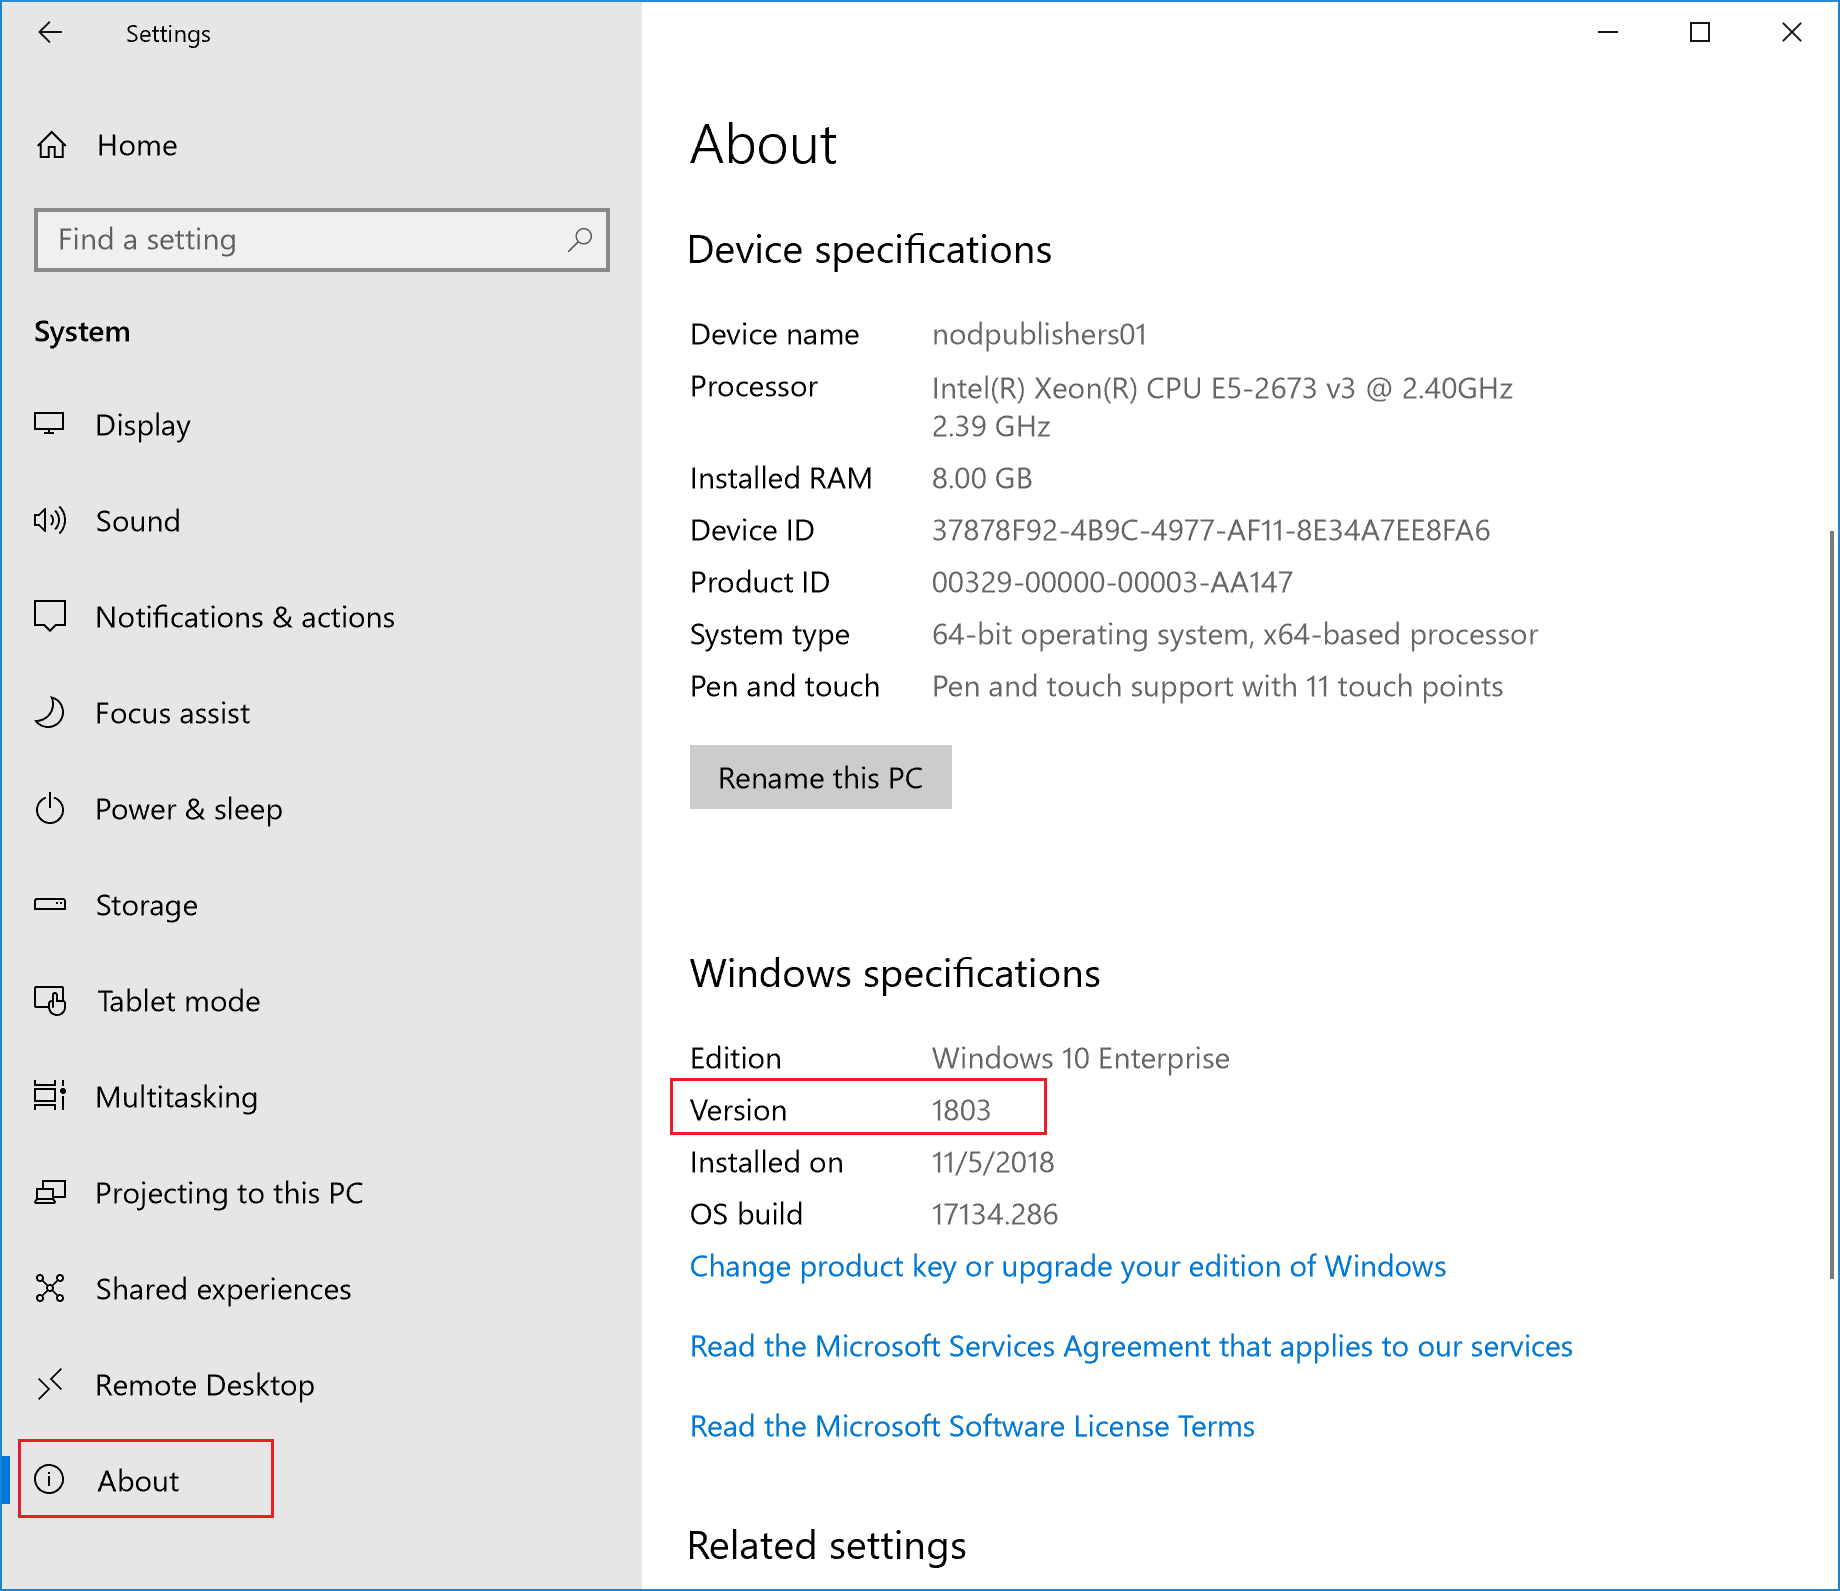 Settings
Home
Find a setting
System
Display
Sound
Notifications & actions
Focus assist
Power & sleep
Storage
Tablet mode
Multitasking
Projecting to this PC
Shared experiences
Remote Desktop
About
About
Device specifications
Device name nodpublishers01
Processor Intel(R) Xeon(R) CPU E5-2673 v3 @ 2.40GHz
2.39 GHz
Installed RAM 8.00 GB
Device ID 37878F92-4B9C-4977-AF11-8E34A7EE8FA6
Product ID 00329-00000-00003-AA147
System type 64-bit operating system, x64-based processor
Pen and touch Pen and touch support with 11 touch points
Rename this PC
Windows specifications
Edition Windows 10 Enterprise
Version 1803
Installed on 11/5/2018
OS build 17134.286
Change product key or upgrade your edition of Windows
Read the Microsoft Services Agreement that applies to our services
Read the Microsoft Software License Terms
Related settings